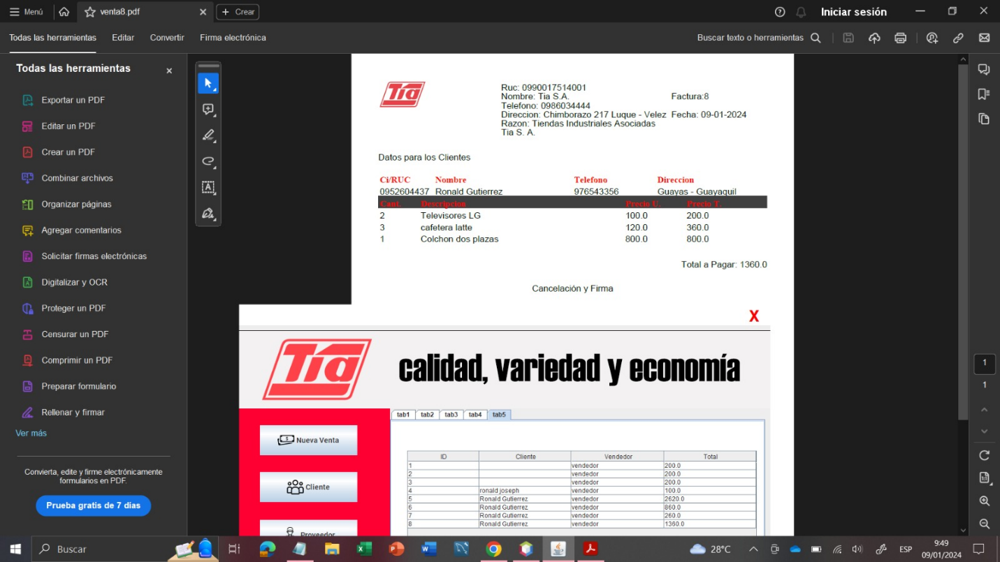 Menú
venta8.pdf
Crear
Iniciar sesión
Todas las herramientas
Editar
Convertir
Firma electrónica
Buscar texto o herramientas
Todas las herramientas
Exportar un PDF
Editar un PDF
Crear un PDF
Combinar archivos
Organizar páginas
Agregar comentarios
Solicitar firmas electrónicas
Digitalizar y OCR
Proteger un PDF
Censurar un PDF
Comprimir un PDF
Preparar formulario
Rellenar y firmar
Ver más
Convierta, edite y firme electrónicamente
formularios en PDF.
Prueba gratis de 7 días
Tía
Ruc: 0990017514001
Nombre: Tia S.A.
Factura:8
Telefono: 0986034444
Direccion: Chimborazo 217 Luque - Velez Fecha: 09-01-2024
Razon: Tiendas Industriales Asociadas
Tia S. A.
Datos para los Clientes
Ci/RUC Nombre Telefono Direccion
0952604437 Ronald Gutierrez 976543356 Guayas - Guayaquil
Cant. Descripcion Precio U. Precio T.
2 Televisores LG 100.0 200.0
3 cafetera latte 120.0 360.0
1 Colchon dos plazas 800.0 800.0
Total a Pagar: 1360.0
Cancelación y Firma
X
Tía
calidad, variedad y economía
tab1 tab2 tab3 tab4 tab5
Nueva Venta
Cliente
Proveedor
ID Cliente Vendedor Total
1 vendedor 200.0
2 vendedor 200.0
3 vendedor 200.0
4 ronald joseph vendedor 100.0
5 Ronald Gutierrez vendedor 2620.0
6 Ronald Gutierrez vendedor 860.0
7 Ronald Gutierrez vendedor 260.0
8 Ronald Gutierrez vendedor 1360.0
1
1
Buscar
28°C
ESP
9:49
09/01/2024